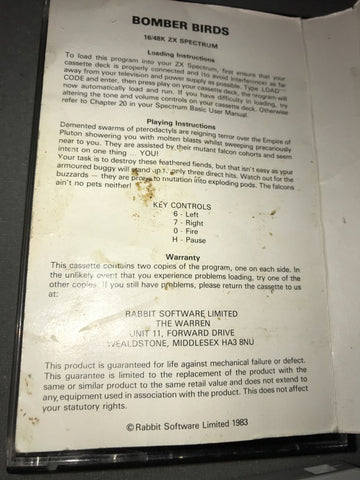 BOMBER BIRDS
16/48K ZX SPECTRUM
Loading Instructions
To load this program into your ZX Spectrum, first ensure that your
cassette deck is properly connected and (to avoid interferences as far
away from your television and power supply as possible. Type LOAD ""
CODE and enter, then press play on your cassette deck, the program will
now automatically load and run. If you have difficulty in loading, try
altering the tone and volume controls on your cassette deck. Otherwise
refer to Chapter 20 in your Spectrum Basic User Manual.
Playing Instructions
Demented swarms of pterodactyls are reigning terror over the Empire of
Pluton showering you with molten blasts whilst sweeping precariously
near to you. They are assisted by their mutant falcon cohorts and seem
intent on one thing ... YOU!
Your task is to destroy these feathered fiends, but that isn't easy as your
armoured buggy will stand up only three direct hits. Watch out for the
buzzards — they are prone to mutation into exploding pods. The falcons
ain't no pets neither!
KEY CONTROLS
6 - Left
7 - Right
0 - Fire
H - Pause
Warranty
This cassette contains two copies of the program, one on each side. In
the unlikely event that you experience problems loading, try one of the
other copies. If you still have problems, please return the cassette to us
at:
RABBIT SOFTWARE LIMITED
THE WARREN
UNIT 11, FORWARD DRIVE
WEALDSTONE, MIDDLESEX HA3 8NU
This product is guaranteed for life against mechanical failure or defect.
This guarantee is limited to the replacement of the product with the
same or similar product to the same retail value and does not extend to
any equipment used in association with the product. This does not affect
your statutory rights.
© Rabbit Software Limited 1983